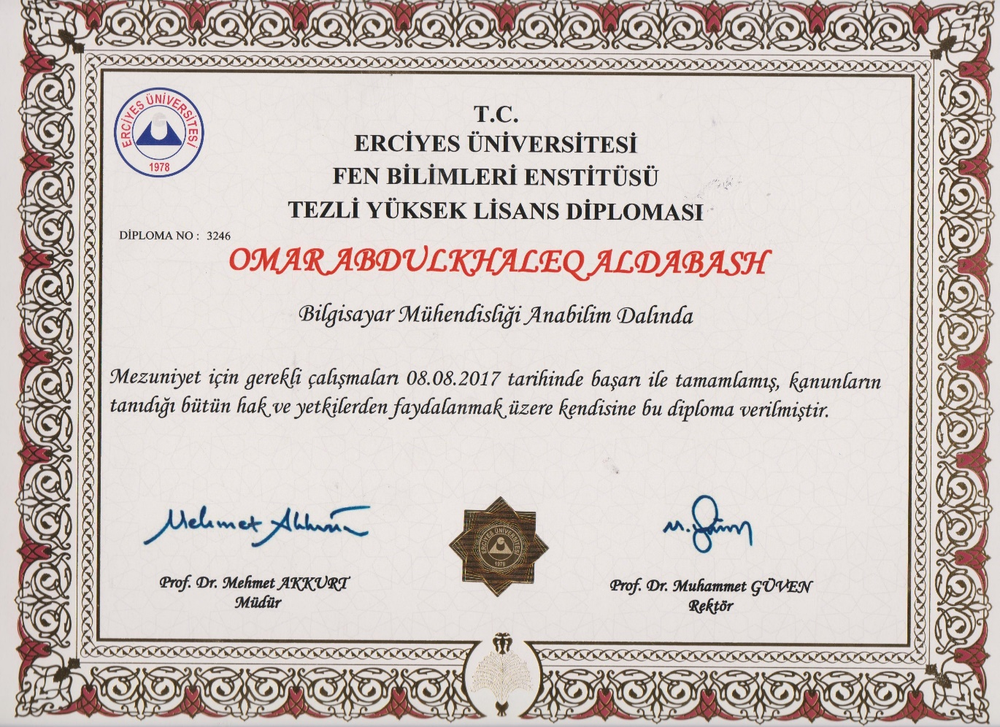 ERCİYES ÜNİVERSİTESİ
1978
T.C.
ERCİYES ÜNİVERSİTESİ
FEN BİLİMLERİ ENSTİTÜSÜ
TEZLİ YÜKSEK LİSANS DİPLOMASI
DİPLOMA NO : 3246
OMAR ABDULKHALEQ ALDABASH
Bilgisayar Mühendisliği Anabilim Dalında
Mezuniyet için gerekli çalışmaları 08.08.2017 tarihinde başarı ile tamamlamış, kanunların
tanıdığı bütün hak ve yetkilerden faydalanmak üzere kendisine bu diploma verilmiştir.
Mehmet Akkurt
M. Güven
ERCİYES ÜNİVERSİTESİ
1978
Prof. Dr. Mehmet AKKURT
Müdür
Prof. Dr. Muhammet GÜVEN
Rektör